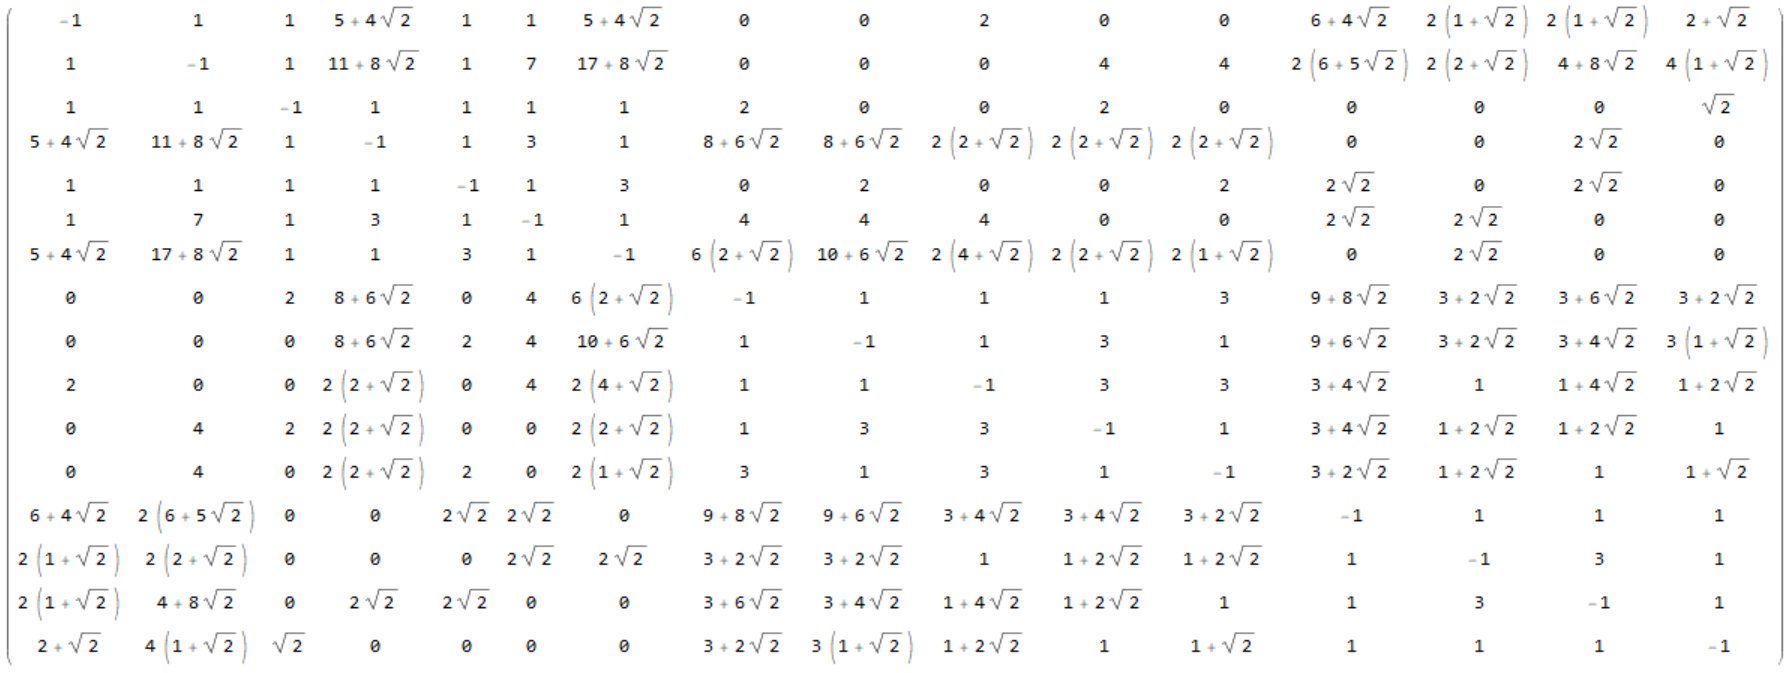 -1 1 1 5 + 4 √2 1 1 5 + 4 √2 0 0 2 0 0 6 + 4 √2 2 (1 + √2) 2 (1 + √2) 2 + √2
1 -1 1 11 + 8 √2 1 7 17 + 8 √2 0 0 0 4 4 2 (6 + 5 √2) 2 (2 + √2) 4 + 8 √2 4 (1 + √2)
1 1 -1 1 1 1 1 2 0 0 2 0 0 0 0 √2
5 + 4 √2 11 + 8 √2 1 -1 1 3 1 8 + 6 √2 8 + 6 √2 2 (2 + √2) 2 (2 + √2) 2 (2 + √2) 0 0 2 √2 0
1 1 1 1 -1 1 3 0 2 0 0 2 2 √2 0 2 √2 0
1 7 1 3 1 -1 1 4 4 4 0 0 2 √2 2 √2 0 0
5 + 4 √2 17 + 8 √2 1 1 3 1 -1 6 (2 + √2) 10 + 6 √2 2 (4 + √2) 2 (2 + √2) 2 (1 + √2) 0 2 √2 0 0
0 0 2 8 + 6 √2 0 4 6 (2 + √2) -1 1 1 1 3 9 + 8 √2 3 + 2 √2 3 + 6 √2 3 + 2 √2
0 0 0 8 + 6 √2 2 4 10 + 6 √2 1 -1 1 3 1 9 + 6 √2 3 + 2 √2 3 + 4 √2 3 (1 + √2)
2 0 0 2 (2 + √2) 0 4 2 (4 + √2) 1 1 -1 3 3 3 + 4 √2 1 1 + 4 √2 1 + 2 √2
0 4 2 2 (2 + √2) 0 0 2 (2 + √2) 1 3 3 -1 1 3 + 4 √2 1 + 2 √2 1 + 2 √2 1
0 4 0 2 (2 + √2) 2 0 2 (1 + √2) 3 1 3 1 -1 3 + 2 √2 1 + 2 √2 1 1 + √2
6 + 4 √2 2 (6 + 5 √2) 0 0 2 √2 2 √2 0 9 + 8 √2 9 + 6 √2 3 + 4 √2 3 + 4 √2 3 + 2 √2 -1 1 1 1
2 (1 + √2) 2 (2 + √2) 0 0 0 2 √2 2 √2 3 + 2 √2 3 + 2 √2 1 1 + 2 √2 1 + 2 √2 1 -1 3 1
2 (1 + √2) 4 + 8 √2 0 2 √2 2 √2 0 0 3 + 6 √2 3 + 4 √2 1 + 4 √2 1 + 2 √2 1 1 3 -1 1
2 + √2 4 (1 + √2) √2 0 0 0 0 3 + 2 √2 3 (1 + √2) 1 + 2 √2 1 1 + √2 1 1 1 -1